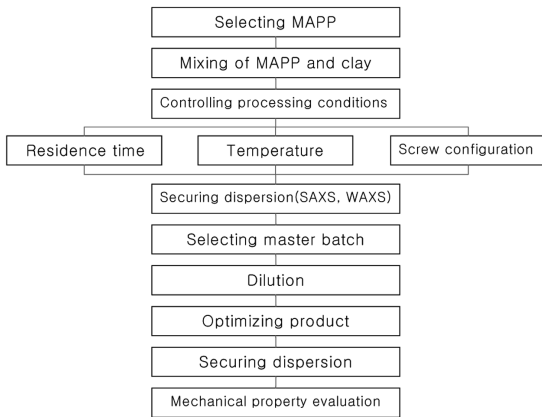 Selecting MAPP
Mixing of MAPP and clay
Controlling processing conditions
Residence time
Temperature
Screw configuration
Securing dispersion(SAXS, WAXS)
Selecting master batch
Dilution
Optimizing product
Securing dispersion
Mechanical property evaluation